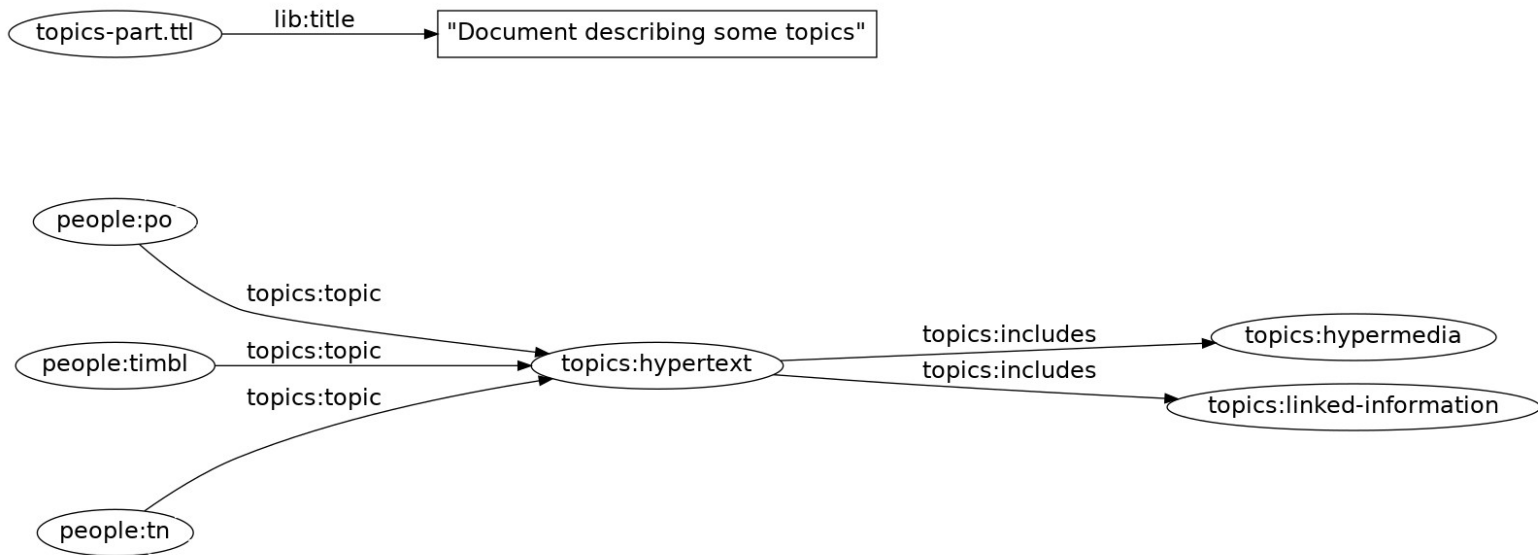 topics-part.ttl
lib:title
"Document describing some topics"
people:po
topics:topic
people:timbl
topics:topic
topics:hypertext
topics:includes
topics:hypermedia
topics:includes
topics:linked-information
topics:topic
people:tn